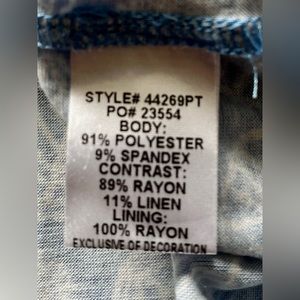 STYLE# 44269PT
PO# 23554
BODY:
91% POLYESTER
9% SPANDEX
CONTRAST:
89% RAYON
11% LINEN
LINING:
100% RAYON
EXCLUSIVE OF DECORATION